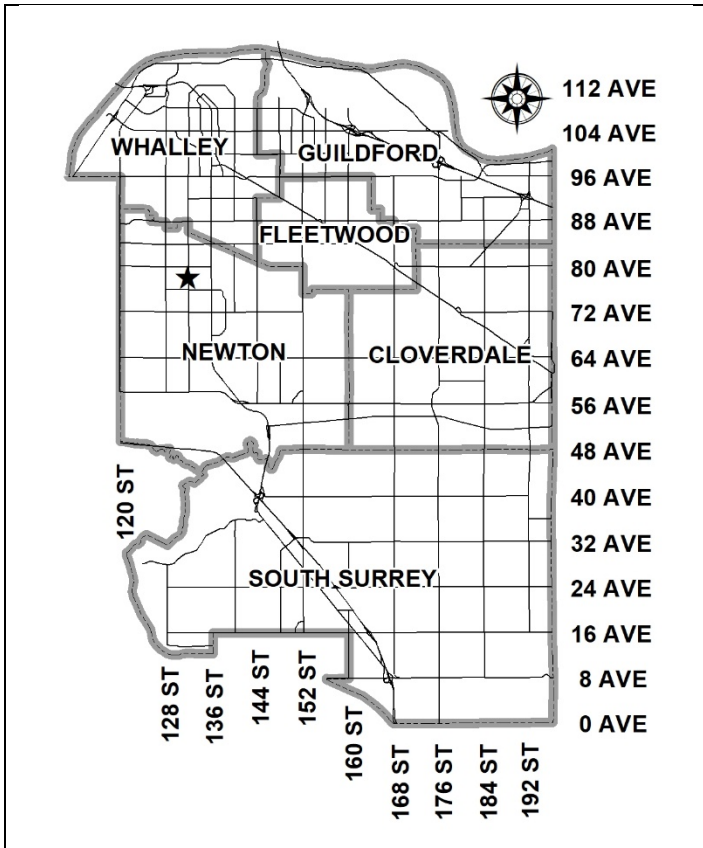 112 AVE
104 AVE
WHALLEY
GUILDFORD
96 AVE
88 AVE
FLEETWOOD
80 AVE
72 AVE
NEWTON
CLOVERDALE
64 AVE
56 AVE
48 AVE
120 ST
40 AVE
32 AVE
SOUTH SURREY
24 AVE
16 AVE
8 AVE
0 AVE
128 ST
136 ST
144 ST
152 ST
160 ST
168 ST
176 ST
184 ST
192 ST